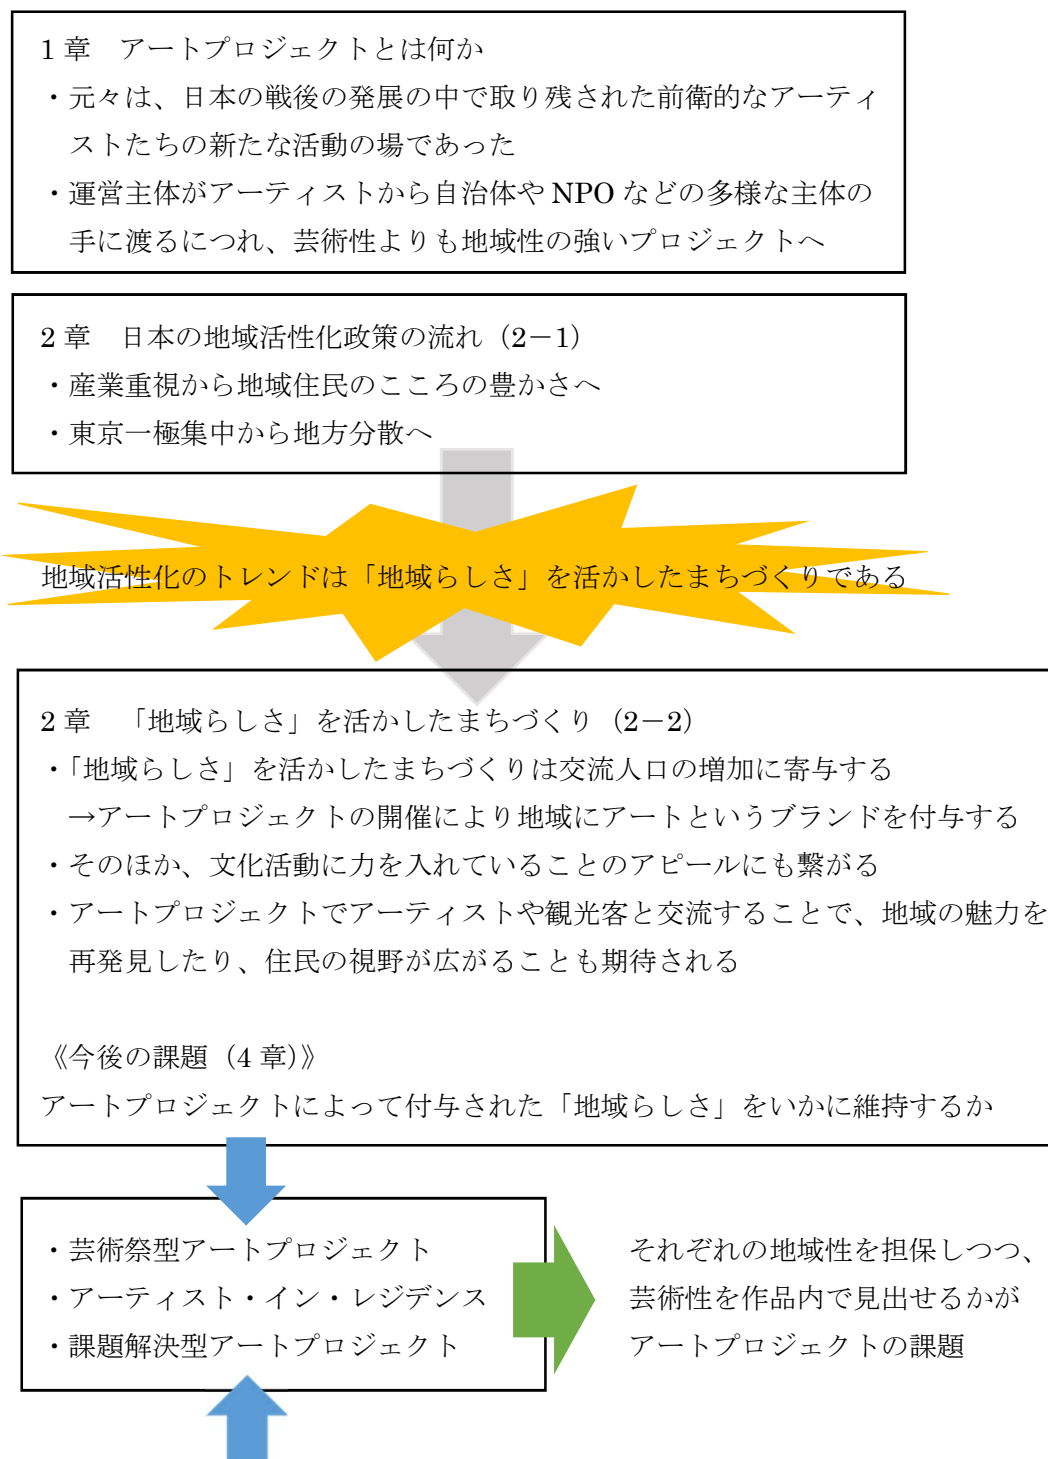 1章　アートプロジェクトとは何か
・元々は、日本の戦後の発展の中で取り残された前衛的なアーティ
ストたちの新たな活動の場であった
・運営主体がアーティストから自治体や NPO などの多様な主体の
手に渡るにつれ、芸術性よりも地域性の強いプロジェクトへ
2章　日本の地域活性化政策の流れ（2－1）
・産業重視から地域住民のこころの豊かさへ
・東京一極集中から地方分散へ
地域活性化のトレンドは「地域らしさ」を活かしたまちづくりである
2章　「地域らしさ」を活かしたまちづくり（2－2）
・「地域らしさ」を活かしたまちづくりは交流人口の増加に寄与する
→アートプロジェクトの開催により地域にアートというブランドを付与する
・そのほか、文化活動に力を入れていることのアピールにも繋がる
・アートプロジェクトでアーティストや観光客と交流することで、地域の魅力を
再発見したり、住民の視野が広がることも期待される
《今後の課題（4章）》
アートプロジェクトによって付与された「地域らしさ」をいかに維持するか
・芸術祭型アートプロジェクト
・アーティスト・イン・レジデンス
・課題解決型アートプロジェクト
それぞれの地域性を担保しつつ、
芸術性を作品内で見出せるかが
アートプロジェクトの課題